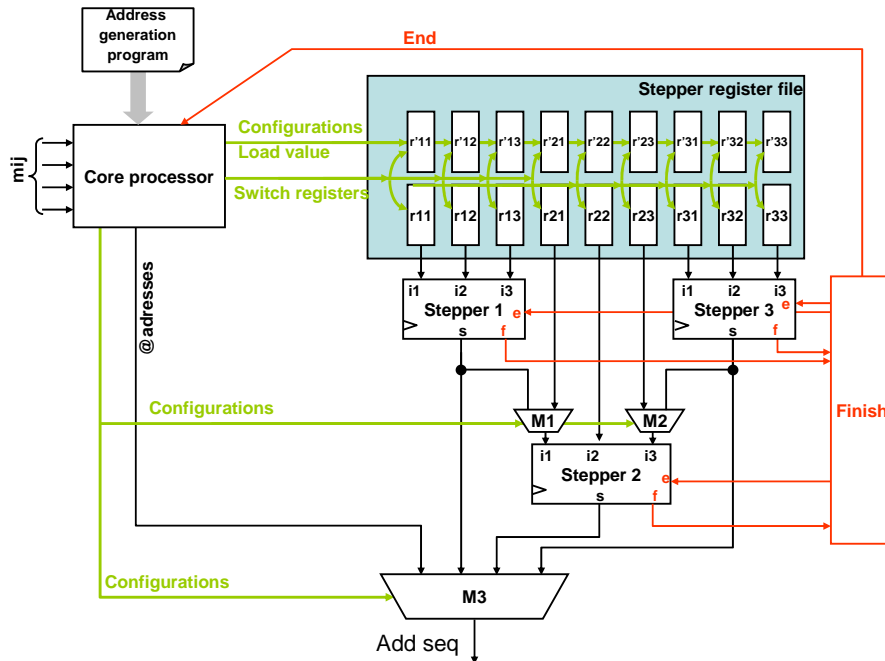 Address
generation
program
End
Stepper register file
Configurations
Load value
Switch registers
r'11 r'12 r'13 r'21 r'22 r'23 r'31 r'32 r'33
mij
Core processor
r11 r12 r13 r21 r22 r23 r31 r32 r33
@adresses
i1 i2 i3
Stepper 1
e
s f
i1 i2 i3
Stepper 3
e
s f
Configurations
M1 M2
Finish
i1 i2 i3
Stepper 2
e
s f
Configurations
M3
Add seq